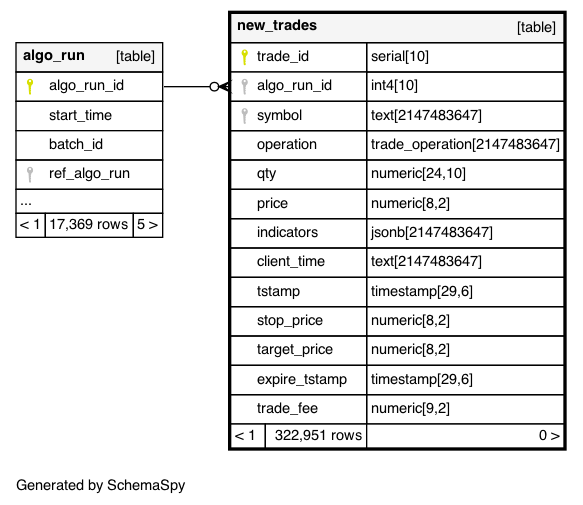 algo_run [table]
algo_run_id
start_time
batch_id
ref_algo_run
...
< 1 17,369 rows 5 >
new_trades [table]
trade_id serial[10]
algo_run_id int4[10]
symbol text[2147483647]
operation trade_operation[2147483647]
qty numeric[24,10]
price numeric[8,2]
indicators jsonb[2147483647]
client_time text[2147483647]
tstamp timestamp[29,6]
stop_price numeric[8,2]
target_price numeric[8,2]
expire_tstamp timestamp[29,6]
trade_fee numeric[9,2]
< 1 322,951 rows 0 >
Generated by SchemaSpy